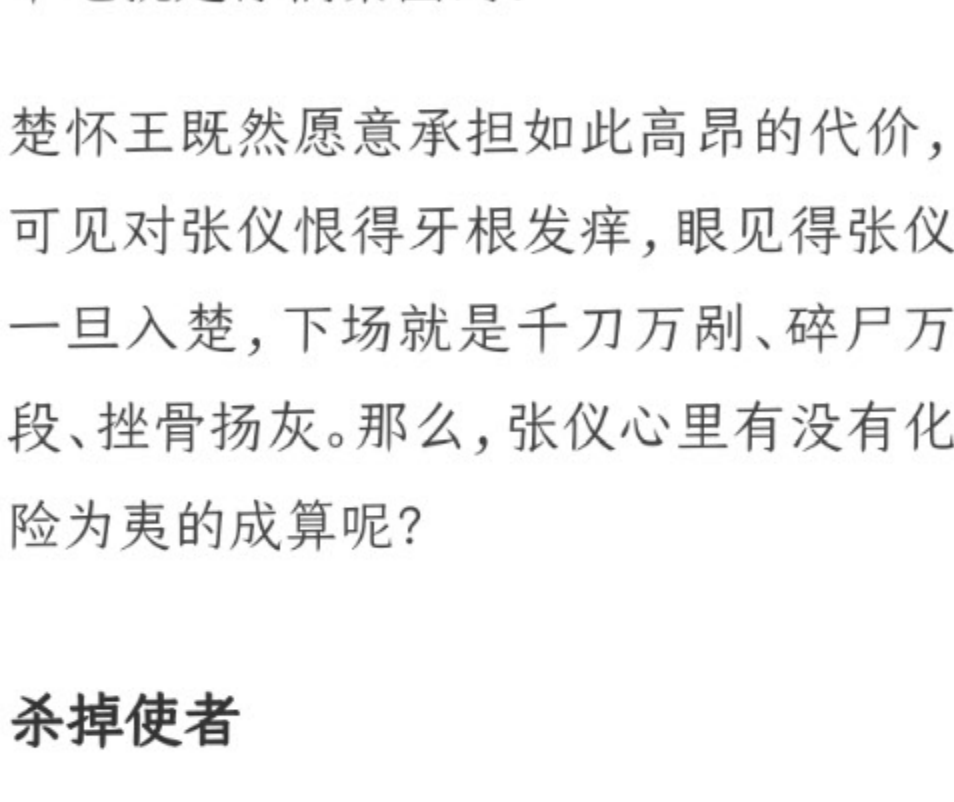 楚怀王既然愿意承担如此高昂的代价，
可见对张仪恨得牙根发痒，眼见得张仪
一旦入楚，下场就是千刀万剐、碎尸万
段、挫骨扬灰。那么，张仪心里有没有化
险为夷的成算呢？
杀掉使者